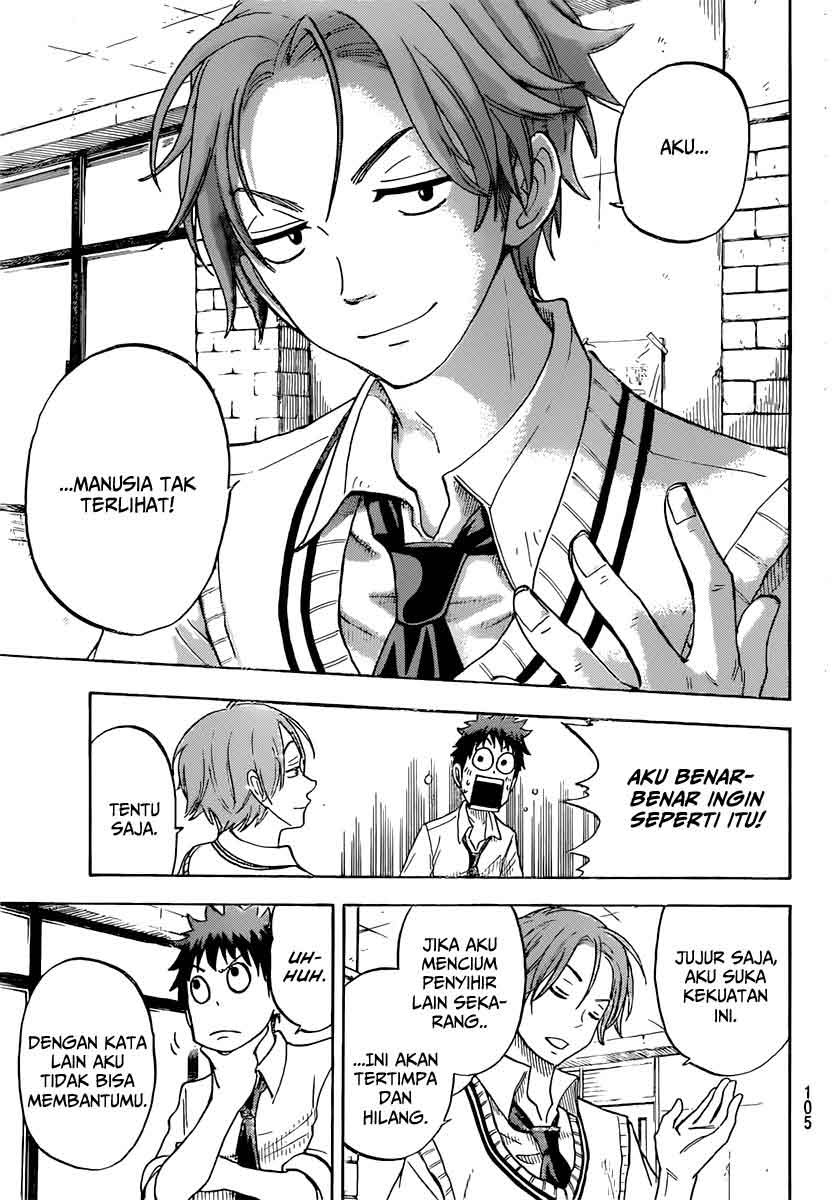 AKU...
...MANUSIA TAK
TERLIHAT!
AKU BENAR-
BENAR INGIN
SEPERTI ITU!
TENTU
SAJA.
JUJUR SAJA,
AKU SUKA
KEKUATAN
INI.
JIKA AKU
MENCIUM
PENYIHIR
LAIN SEKA-
RANG..
...INI AKAN
TERTIMPA
DAN
HILANG.
UH-
HUH.
DENGAN KATA
LAIN AKU
TIDAK BISA
MEMBANTUMU.
105